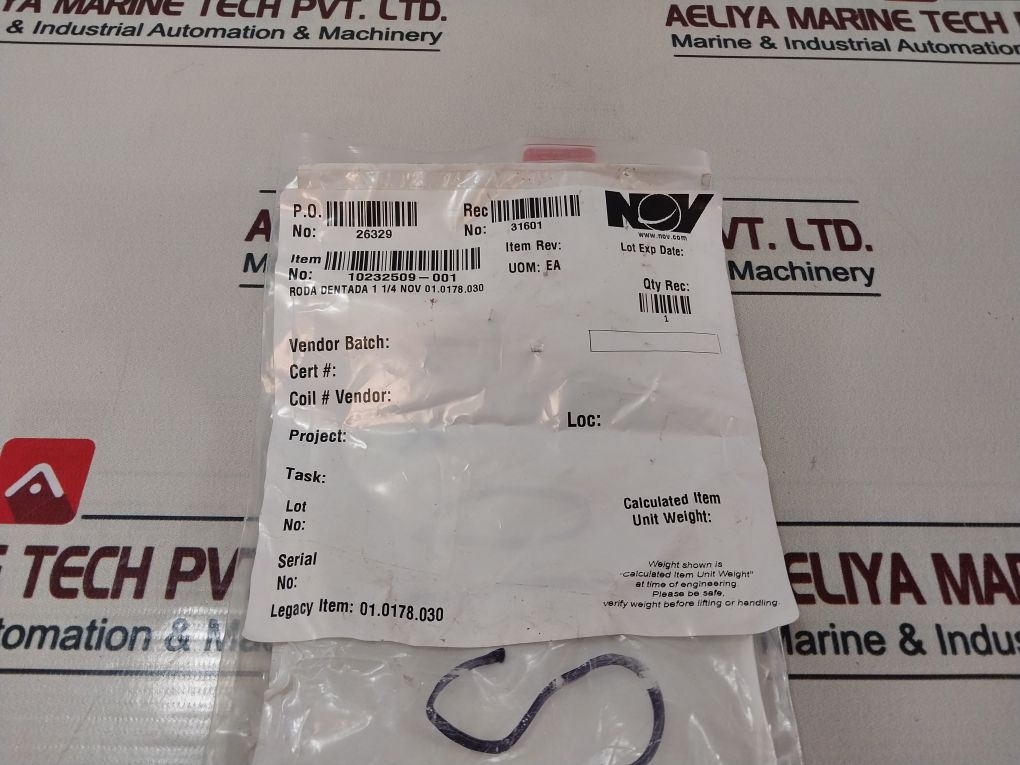 AELIYA MARINE TECH PVT. LTD.
& Industrial Automation & Machinery
AELIYA MARINE TECH P
Marine & Industrial Automation
P.O.
No: 26329
Rec
No: 31601
NOV
www.nov.com
Item
No: 10232509-001
Item Rev:
Lot Exp Date:
UOM: EA
RODA DENTADA 1 1/4 NOV 01.0178.030
Qty Rec:
1
Vendor Batch:
Cert #:
Coil # Vendor:
Loc:
Project:
Task:
Lot
No:
Calculated Item
Unit Weight:
Serial
No:
Weight shown is
"Calculated Item Unit Weight"
at time of engineering.
Please be safe,
verify weight before lifting or handling.
Legacy Item: 01.0178.030
A
M
VT. LTD.
Machinery
G TECH PV
tomation & Ma
ELIYA MAR
Marine & Indus